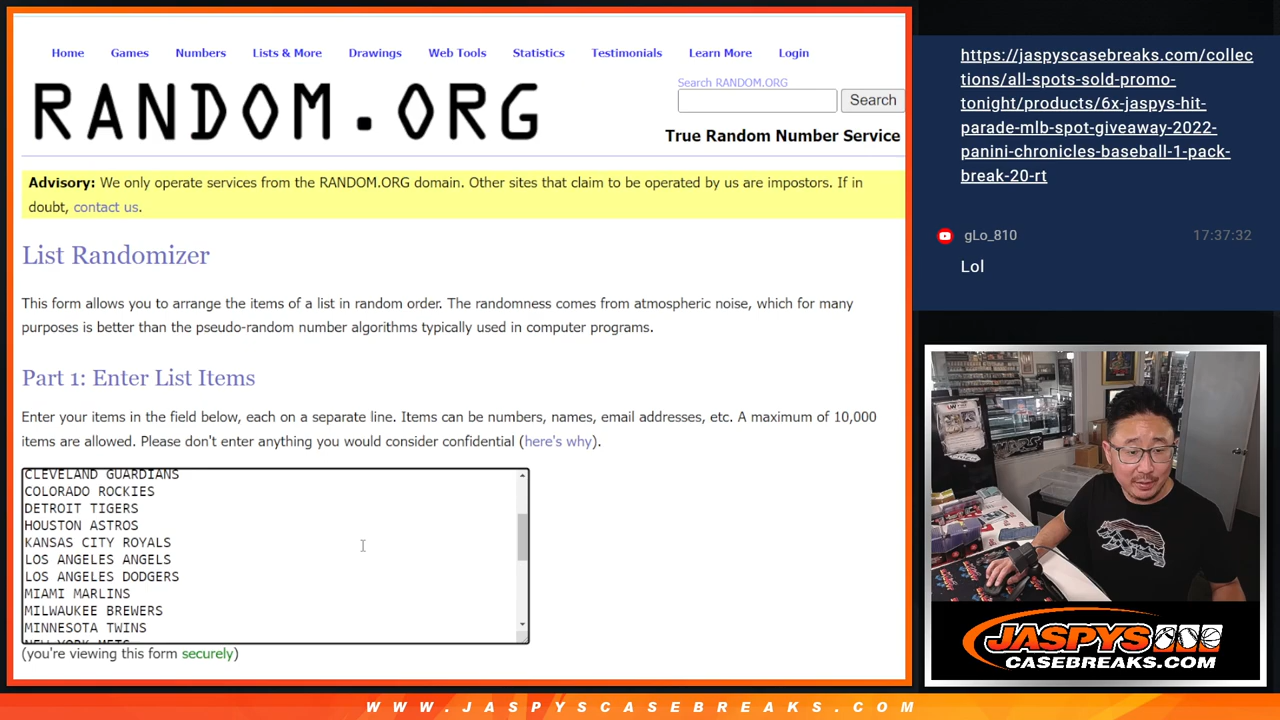 Home Games Numbers Lists & More Drawings Web Tools Statistics Testimonials Learn More Login
RANDOM.ORG
Search RANDOM.ORG
Search
True Random Number Service
Advisory: We only operate services from the RANDOM.ORG domain. Other sites that claim to be operated by us are impostors. If in
doubt, contact us.
List Randomizer
This form allows you to arrange the items of a list in random order. The randomness comes from atmospheric noise, which for many
purposes is better than the pseudo-random number algorithms typically used in computer programs.
Part 1: Enter List Items
Enter your items in the field below, each on a separate line. Items can be numbers, names, email addresses, etc. A maximum of 10,000
items are allowed. Please don't enter anything you would consider confidential (here's why).
CLEVELAND GUARDIANS
COLORADO ROCKIES
DETROIT TIGERS
HOUSTON ASTROS
KANSAS CITY ROYALS
LOS ANGELES ANGELS
LOS ANGELES DODGERS
MIAMI MARLINS
MILWAUKEE BREWERS
MINNESOTA TWINS
NEW YORK METS
(you're viewing this form securely)
https://jaspyscasebreaks.com/collec
tions/all-spots-sold-promo-
tonight/products/6x-jaspys-hit-
parade-mlb-spot-giveaway-2022-
panini-chronicles-baseball-1-pack-
break-20-rt
gLo_810 17:37:32
Lol
JASPYS
CASEBREAKS.COM
WWW.JASPYSCASEBREAKS.COM